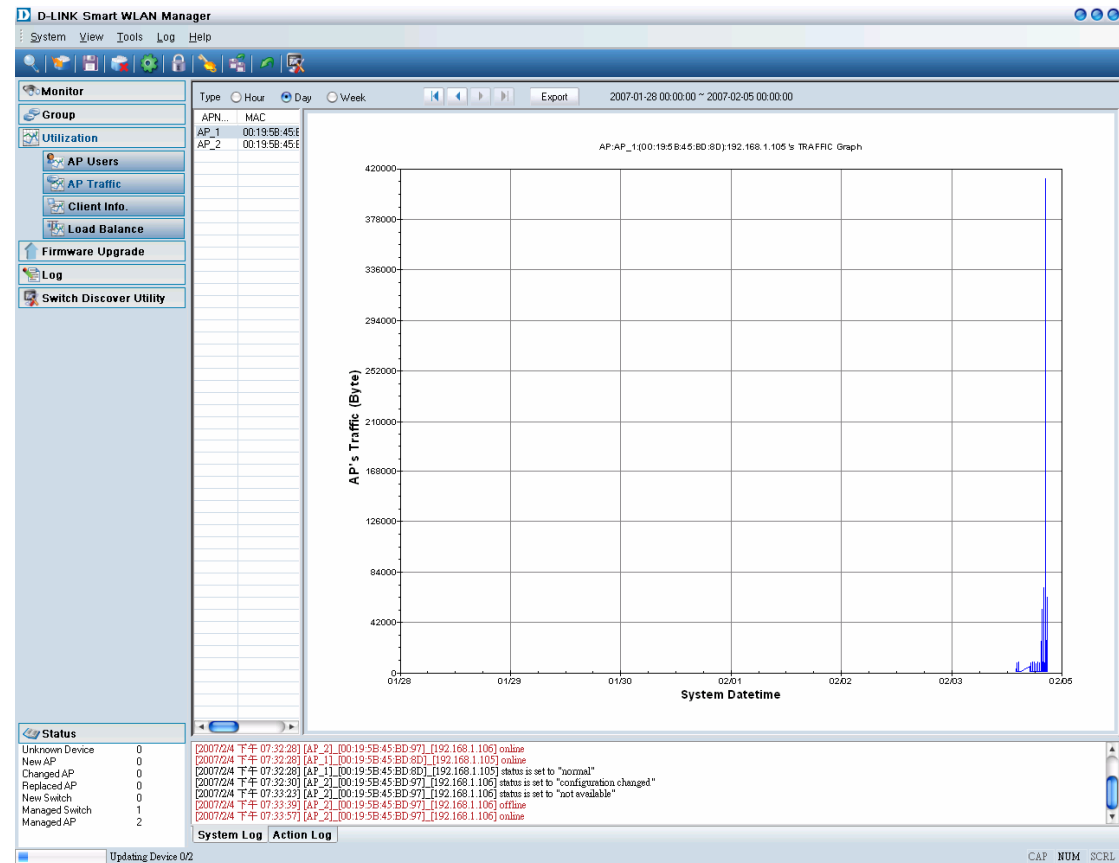 D-LINK Smart WLAN Manager
System View Tools Log Help
Monitor
Group
Utilization
AP Users
AP Traffic
Client Info.
Load Balance
Firmware Upgrade
Log
Switch Discover Utility
Type Hour Day Week Export 2007-01-28 00:00:00 ~ 2007-02-05 00:00:00
APN... MAC
AP_1 00:19:5B:45:E
AP_2 00:19:5B:45:E
AP:AP_1:(00:19:5B:45:BD:8D):192.168.1.105 's TRAFFIC Graph
AP's Traffic (Byte)
420000
378000
336000
294000
252000
210000
168000
126000
84000
42000
0
01/28 01/29 01/30 02/01 02/02 02/03 02/05
System Datetime
Status
Unknown Device 0
New AP 0
Changed AP 0
Replaced AP 0
New Switch 0
Managed Switch 1
Managed AP 2
[2007/2/4 下午 07:32:28] [AP_2]_[00:19:5B:45:BD:97]_[192.168.1.106] online
[2007/2/4 下午 07:32:28] [AP_1]_[00:19:5B:45:BD:8D]_[192.168.1.105] online
[2007/2/4 下午 07:32:28] [AP_1]_[00:19:5B:45:BD:8D]_[192.168.1.105] status is set to "normal"
[2007/2/4 下午 07:32:30] [AP_2]_[00:19:5B:45:BD:97]_[192.168.1.106] status is set to "configuration changed"
[2007/2/4 下午 07:33:23] [AP_2]_[00:19:5B:45:BD:97]_[192.168.1.106] status is set to "not available"
[2007/2/4 下午 07:33:39] [AP_2]_[00:19:5B:45:BD:97]_[192.168.1.106] offline
[2007/2/4 下午 07:33:57] [AP_2]_[00:19:5B:45:BD:97]_[192.168.1.106] online
System Log Action Log
Updating Device 0/2 CAP NUM SCRL